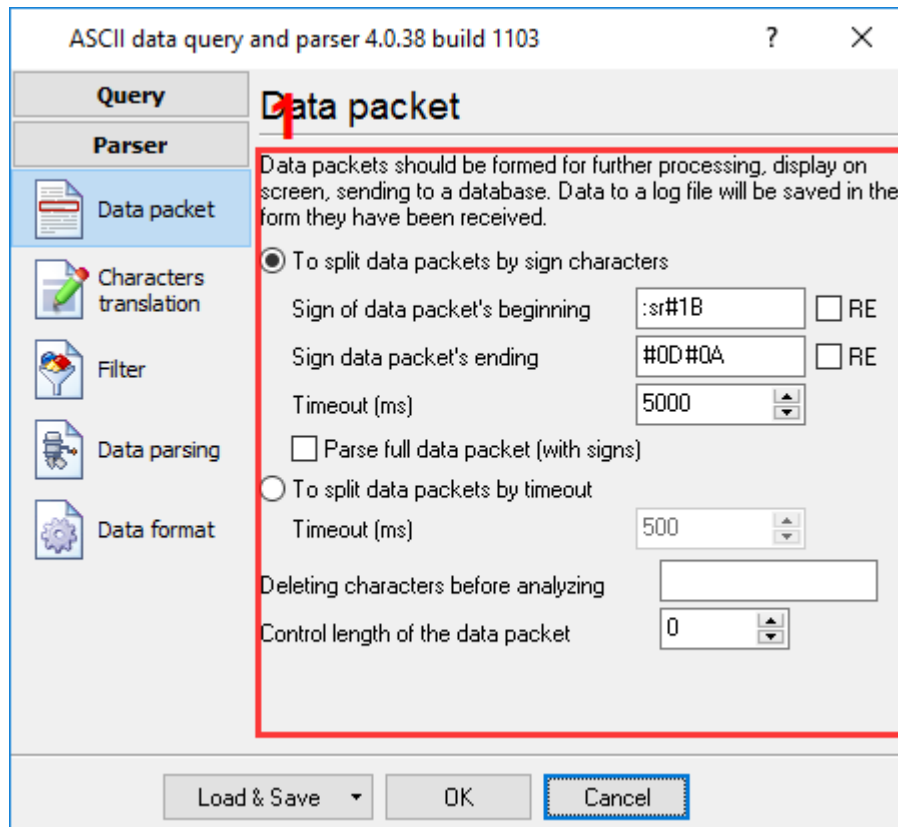 ASCII data query and parser 4.0.38 build 1103
?
Query
Parser
Data packet
Characters
translation
Filter
Data parsing
Data format
Data packet
1
Data packets should be formed for further processing, display on
screen, sending to a database. Data to a log file will be saved in the
form they have been received.
To split data packets by sign characters
Sign of data packet's beginning :sr#1B RE
Sign data packet's ending #0D#0A RE
Timeout (ms) 5000
Parse full data packet (with signs)
To split data packets by timeout
Timeout (ms) 500
Deleting characters before analyzing
Control length of the data packet 0
Load & Save OK Cancel